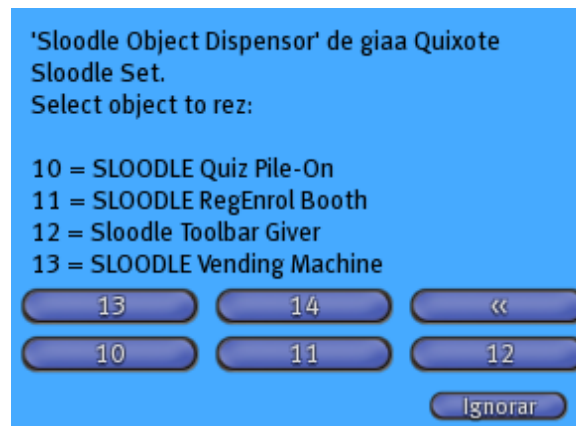 'Sloodle Object Dispensor' de giaa Quixote
Sloodle Set.
Select object to rez:
10 = SLOODLE Quiz Pile-On
11 = SLOODLE RegEnrol Booth
12 = Sloodle Toolbar Giver
13 = SLOODLE Vending Machine
13 14 «
10 11 12
Ignorar